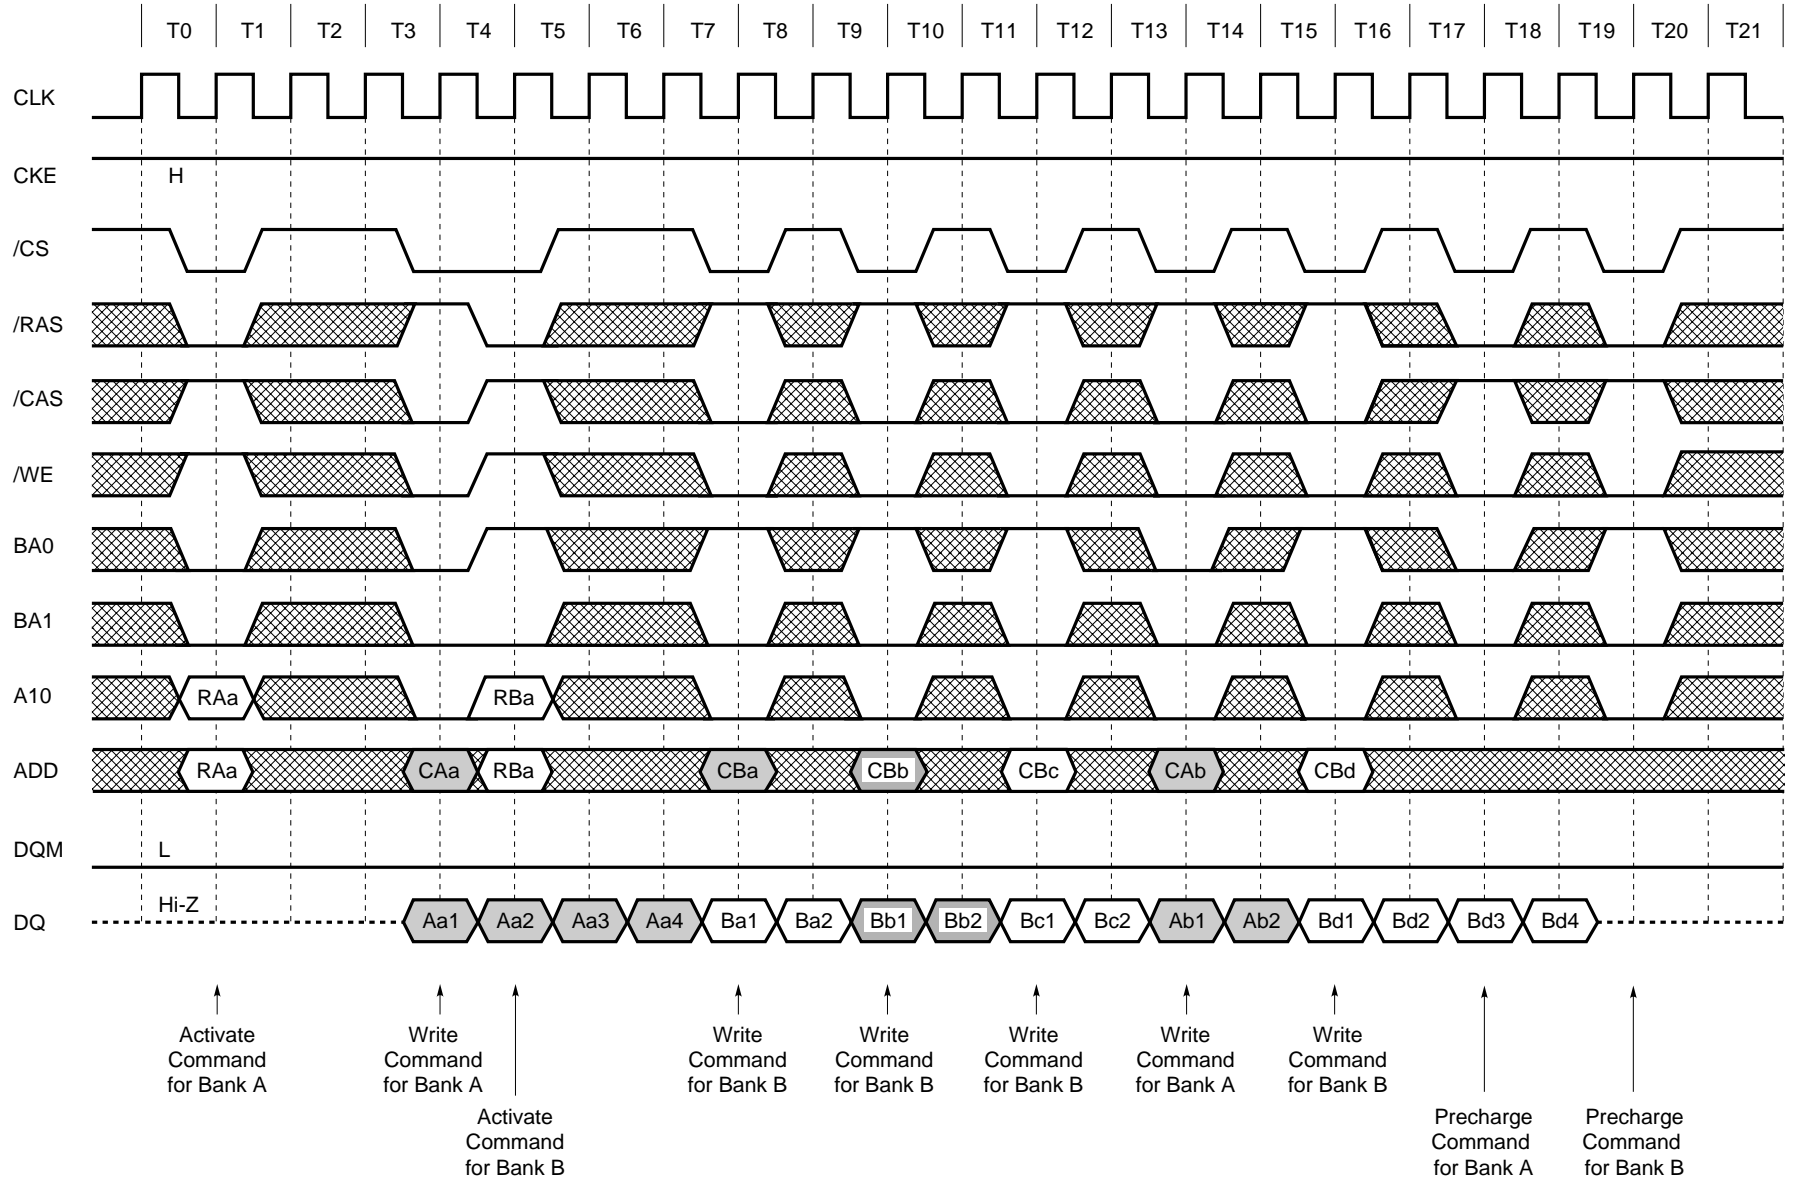 T0 T1 T2 T3 T4 T5 T6 T7 T8 T9 T10 T11 T12 T13 T14 T15 T16 T17 T18 T19 T20 T21
CLK
CKE H
/CS
/RAS
/CAS
/WE
BA0
BA1
A10 RAa RBa
ADD RAa CAa RBa CBa CBb CBc CAb CBd
DQM L
Hi-Z
DQ Aa1 Aa2 Aa3 Aa4 Ba1 Ba2 Bb1 Bb2 Bc1 Bc2 Ab1 Ab2 Bd1 Bd2 Bd3 Bd4
Activate
Command
for Bank A
Write
Command
for Bank A
Activate
Command
for Bank B
Write
Command
for Bank B
Write
Command
for Bank B
Write
Command
for Bank B
Write
Command
for Bank A
Write
Command
for Bank B
Precharge
Command
for Bank A
Precharge
Command
for Bank B